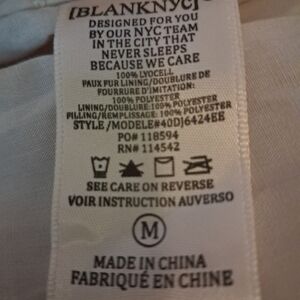 [BLANKNYC]
DESIGNED FOR YOU
BY OUR NYC TEAM
IN THE CITY THAT
NEVER SLEEPS
BECAUSE WE CARE
100% LYOCELL
FAUX FUR LINING/DOUBLURE DE
FOURRURE D'IMITATION:
100% POLYESTER
LINING/DOUBLURE:100% POLYESTER
FILLING/REMPLISSAGE: 100% POLYESTER
STYLE /MODELE#40DJ6424EE
PO# 118594
RN# 114542
SEE CARE ON REVERSE
VOIR INSTRUCTION AUVERSO
M
MADE IN CHINA
FABRIQUÉ EN CHINE